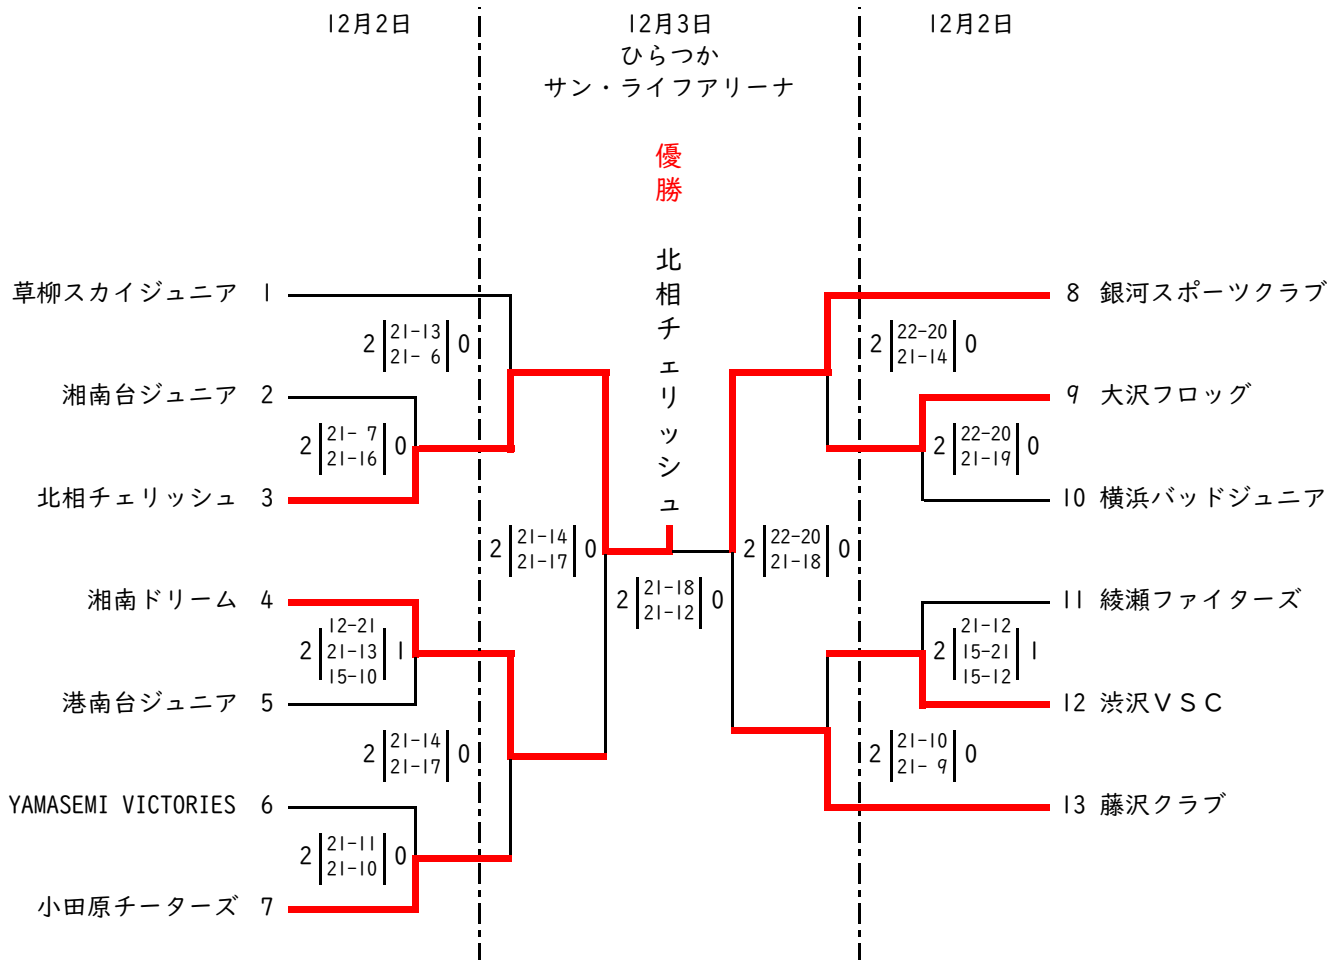 12月2日
12月3日
12月2日
ひらつか
サン・ライフアリーナ
優勝
北相チェリッシュ
草柳スカイジュニア 1
2 21-13 0
21- 6
湘南台ジュニア 2
2 21- 7 0
21-16
北相チェリッシュ 3
2 21-14 0
21-17
湘南ドリーム 4
12-21
2 21-13 1
15-10
港南台ジュニア 5
2 21-14 0
21-17
YAMASEMI VICTORIES 6
2 21-11 0
21-10
小田原チーターズ 7
2 21-18 0
21-12
8 銀河スポーツクラブ
2 22-20 0
21-14
9 大沢フロッグ
2 22-20 0
21-19
10 横浜バッドジュニア
2 22-20 0
21-18
11 綾瀬ファイターズ
21-12
2 15-21 1
15-12
12 渋沢VSC
2 21-10 0
21- 9
13 藤沢クラブ